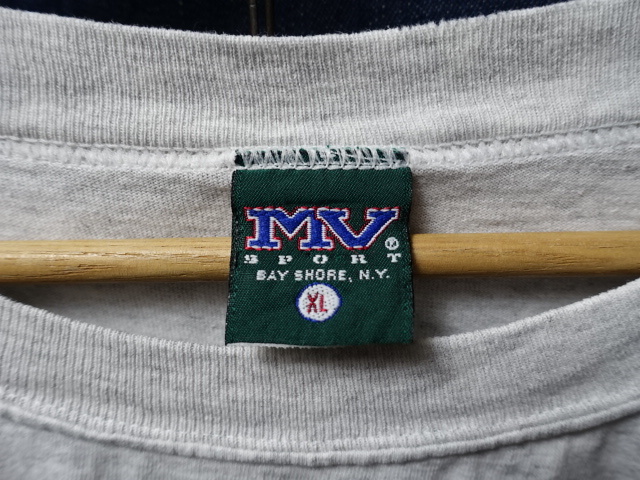 MV®
SPORT
BAY SHORE, N.Y.
XL